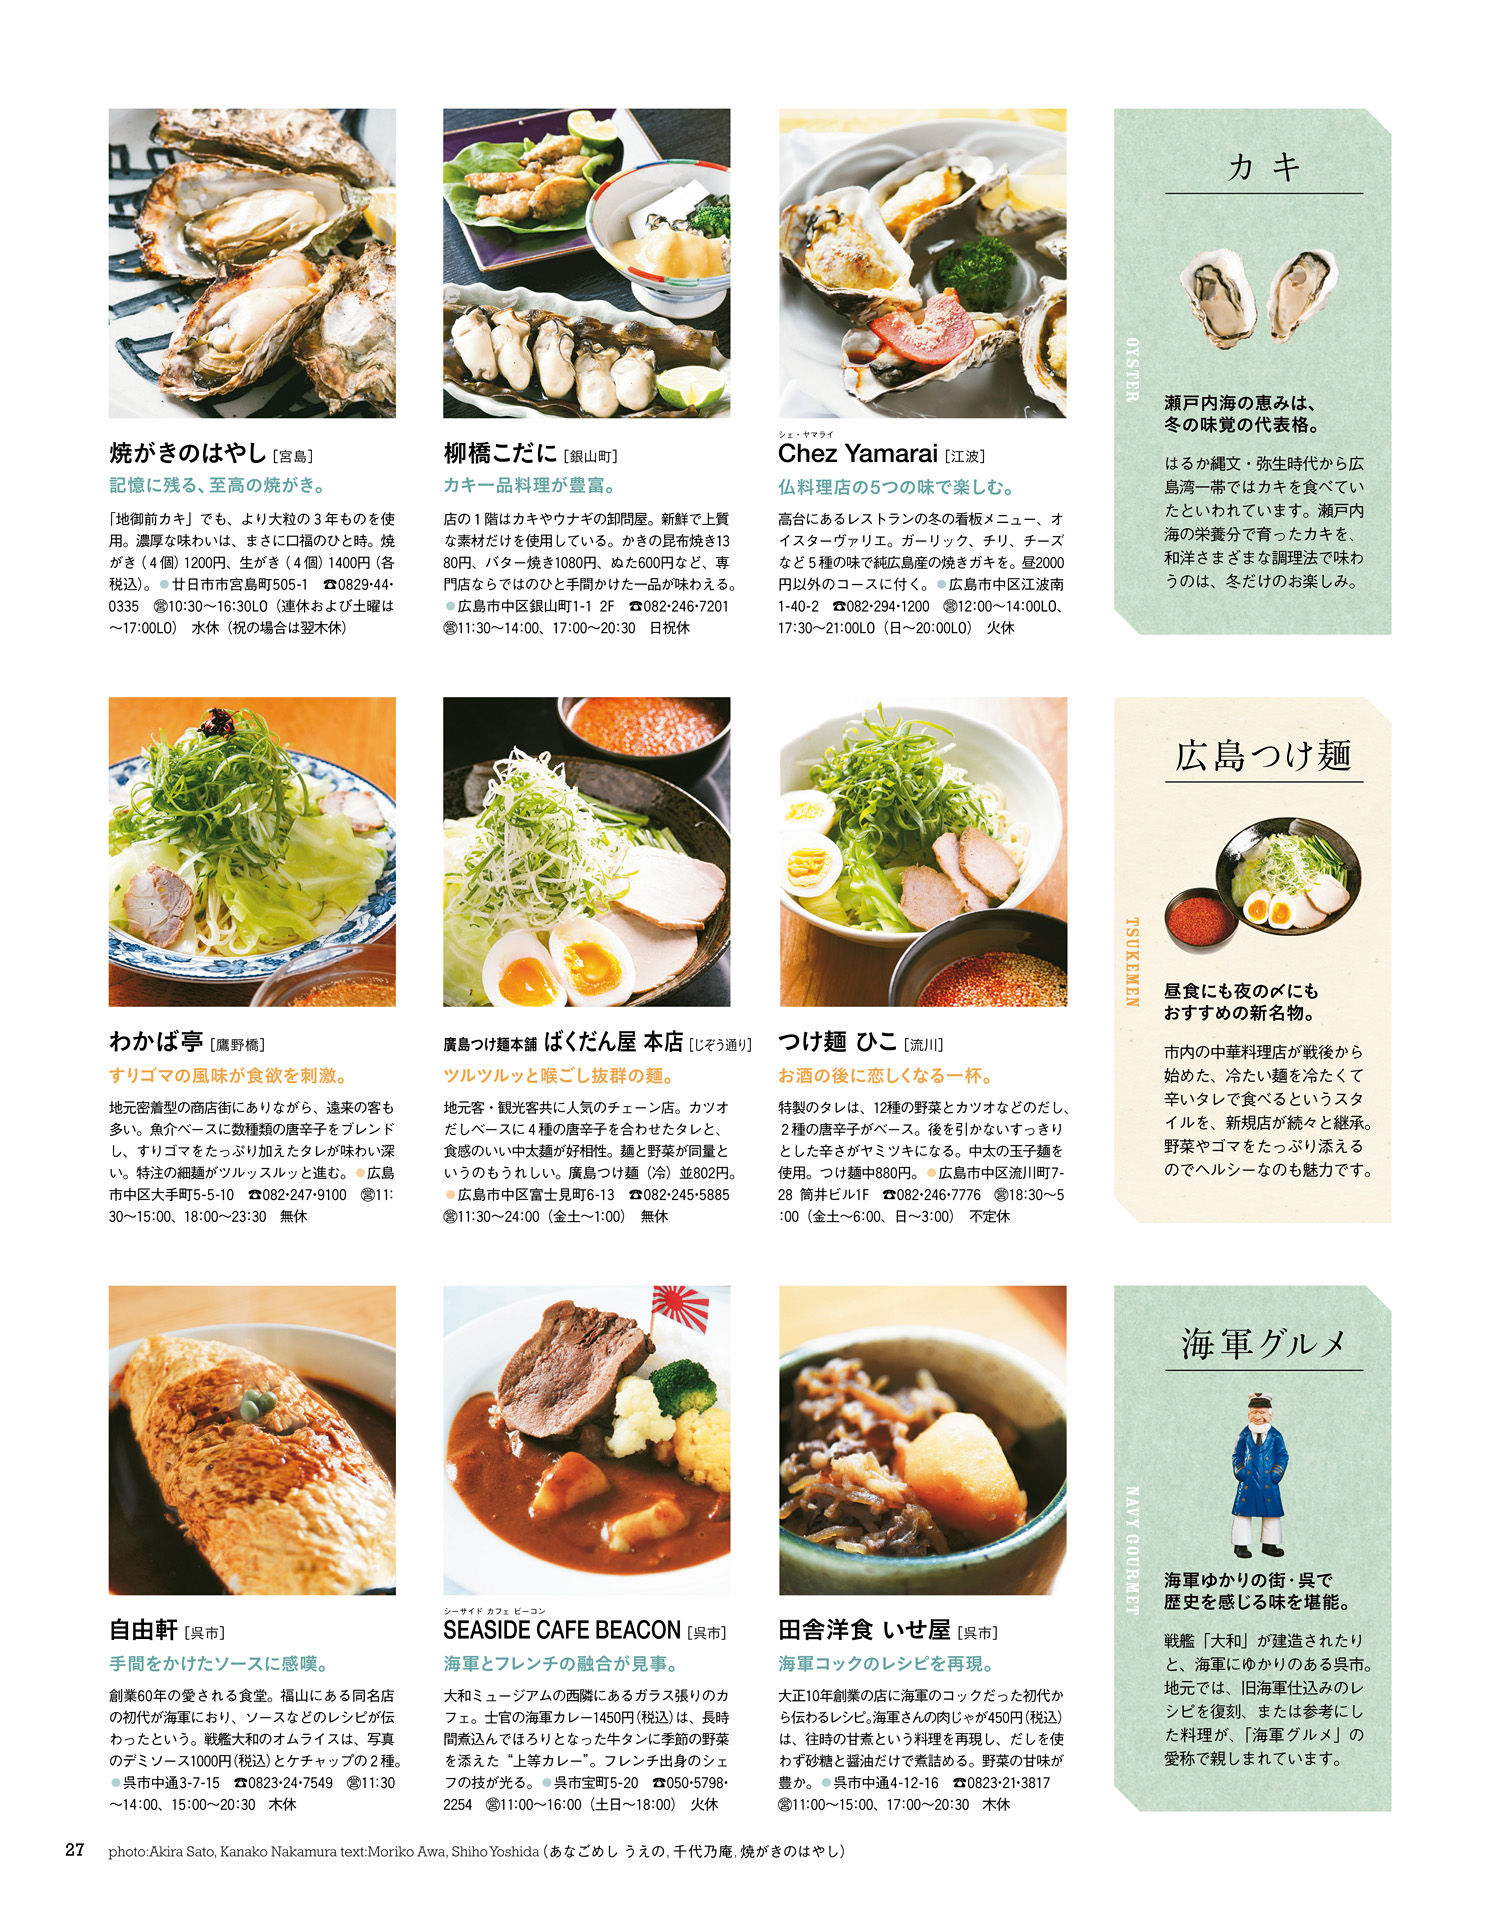 カキ
OYSTER
瀬戸内海の恵みは、
冬の味覚の代表格。
はるか縄文・弥生時代から広
島湾一帯ではカキを食べてい
たといわれています。瀬戸内
海の栄養分で育ったカキを、
和洋さまざまな調理法で味わ
うのは、冬だけのお楽しみ。
焼がきのはやし [宮島]
記憶に残る、至高の焼がき。
「地御前カキ」でも、より大粒の３年ものを使
用。濃厚な味わいは、まさに口福のひと時。焼
がき（４個）1200円、生がき（４個）1400円（各
税込）。●廿日市市宮島町505-1　☎0829・44・
0335　㊂10:30〜16:30LO（連休および土曜は
〜17:00LO）　水休（祝の場合は翌木休）
柳橋こだに [銀山町]
カキ一品料理が豊富。
店の１階はカキやウナギの卸問屋。新鮮で上質
な素材だけを使用している。かきの昆布焼き13
80円、バター焼き1080円、ぬた600円など、専
門店ならではのひと手間かけた一品が味わえる。
●広島市中区銀山町1-1 2F　☎082・246・7201
㊡11:30〜14:00、17:00〜20:30　日祝休
シェ・ヤマライ
Chez Yamarai [江波]
仏料理店の5つの味で楽しむ。
高台にあるレストランの冬の看板メニュー、オ
イスターヴァリエ。ガーリック、チリ、チーズ
など５種の味で純広島産の焼きガキを。昼2000
円以外のコースに付く。●広島市中区江波南
1-40-2　☎082・294・1200　営12:00〜14:00LO、
17:30〜21:00LO（日〜20:00LO）　火休
広島つけ麺
TSUKEMEN
昼食にも夜の〆にも
おすすめの新名物。
市内の中華料理店が戦後から
始めた、冷たい麺を冷たくて
辛いタレで食べるというスタ
イルを、新規店が続々と継承。
野菜やゴマをたっぷり添える
のでヘルシーなのも魅力です。
わかば亭 [鷹野橋]
すりゴマの風味が食欲を刺激。
地元密着型の商店街にありながら、遠来の客も
多い。魚介ベースに数種類の唐辛子をブレンド
し、すりゴマをたっぷり加えたタレが味わい深
い。特注の細麺がツルッスルッと進む。●広島
市中区大手町5-5-10　☎082・247・9100　営11:
30〜15:00、18:00〜23:30　無休
廣島つけ麺本舗 ばくだん屋 本店 [じぞう通り]
ツルツルッと喉ごし抜群の麺。
地元客・観光客共に人気のチェーン店。カツオ
だしベースに４種の唐辛子を合わせたタレと、
食感のいい中太麺が好相性。麺と野菜が同量と
いうのもうれしい。廣島つけ麺（冷）並802円。
●広島市中区富士見町6-13　☎082・245・5885
営11:30〜24:00（金土〜1:00）　無休
つけ麺 ひこ [流川]
お酒の後に恋しくなる一杯。
特製のタレは、12種の野菜とカツオなどのだし、
２種の唐辛子がベース。後を引かないすっきり
とした辛さがヤミツキになる。中太の玉子麺を
使用。つけ麺中880円。●広島市中区流川町7-
28 筒井ビル1F　☎082・246・7776　営18:30〜5
:00（金土〜6:00、日〜3:00）　不定休
海軍グルメ
NAVY GOURMET
海軍ゆかりの街・呉で
歴史を感じる味を堪能。
戦艦「大和」が建造されたり
と、海軍にゆかりのある呉市。
地元では、旧海軍仕込みのレ
シピを復刻、または参考にし
た料理が、「海軍グルメ」の
愛称で親しまれています。
自由軒 [呉市]
手間をかけたソースに感嘆。
創業60年の愛される食堂。福山にある同名店
の初代が海軍におり、ソースなどのレシピが伝
わったという。戦艦大和のオムライスは、写真
のデミソース1000円（税込）とケチャップの２種。
●呉市中通3-7-15　☎0823・24・7549　営11:30
〜14:00、15:00〜20:30　木休
シーサイド カフェ ビーコン
SEASIDE CAFE BEACON [呉市]
海軍とフレンチの融合が見事。
大和ミュージアムの西隣にあるガラス張りのカ
フェ。士官の海軍カレー1450円（税込）は、長時
間煮込んでほろりとなった牛タンに季節の野菜
を添えた“上等カレー”。フレンチ出身のシェ
フの技が光る。●呉市宝町5-20　☎050・5798・
2254　営11:00〜16:00（土日〜18:00）　火休
田舎洋食 いせ屋 [呉市]
海軍コックのレシピを再現。
大正10年創業の店に海軍のコックだった初代か
ら伝わるレシピ。海軍さんの肉じゃが450円（税込）
は、往時の甘煮という料理を再現し、だしを使
わず砂糖と醤油だけで煮詰める。野菜の甘味が
豊か。●呉市中通4-12-16　☎0823・21・3817
営11:00〜15:00、17:00〜20:30　木休
27　photo:Akira Sato, Kanako Nakamura text:Moriko Awa, Shiho Yoshida（あなごめし うえの, 千代乃庵, 焼がきのはやし）